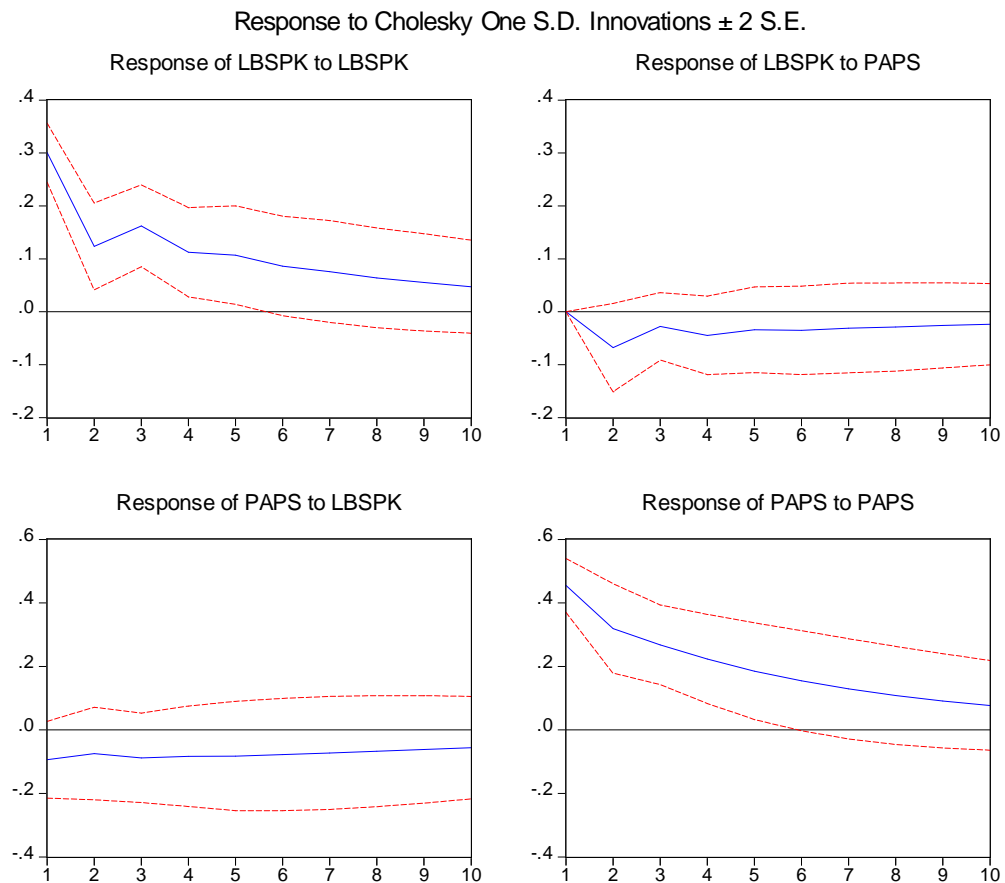 Response to Cholesky One S.D. Innovations ± 2 S.E.
Response of LBSPK to LBSPK
.4
.3
.2
.1
.0
-.1
-.2
1 2 3 4 5 6 7 8 9 10
Response of LBSPK to PAPS
.4
.3
.2
.1
.0
-.1
-.2
1 2 3 4 5 6 7 8 9 10
Response of PAPS to LBSPK
.6
.4
.2
.0
-.2
-.4
1 2 3 4 5 6 7 8 9 10
Response of PAPS to PAPS
.6
.4
.2
.0
-.2
-.4
1 2 3 4 5 6 7 8 9 10